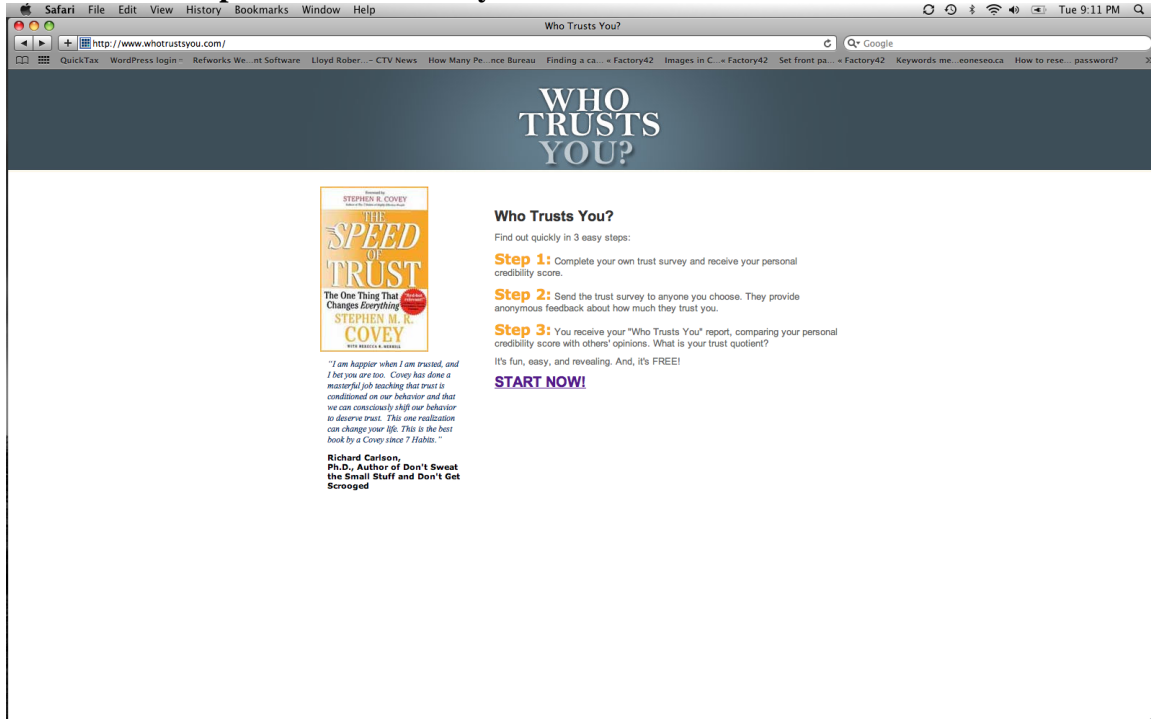 Safari File Edit View History Bookmarks Window Help Tue 9:11 PM
Who Trusts You?
http://www.whotrustsyou.com/ Google
QuickTax WordPress login Refworks We...nt Software Lloyd Rober...- CTV News How Many Pe...nce Bureau Finding a ca... « Factory42 Images in C...« Factory42 Set front pa... « Factory42 Keywords me...eoneseo.ca How to rese... password?
WHO
TRUSTS
YOU?
Foreword by
STEPHEN R. COVEY
THE
SPEED
OF
TRUST
The One Thing That
Changes Everything
STEPHEN M. R.
COVEY
WITH REBECCA R. MERRILL
"I am happier when I am trusted, and
I bet you are too. Covey has done a
masterful job teaching that trust is
conditioned on our behavior and that
we can consciously shift our behavior
to deserve trust. This one realization
can change your life. This is the best
book by a Covey since 7 Habits."
Richard Carlson,
Ph.D., Author of Don't Sweat
the Small Stuff and Don't Get
Scrooged
Who Trusts You?
Find out quickly in 3 easy steps:
Step 1: Complete your own trust survey and receive your personal
credibility score.
Step 2: Send the trust survey to anyone you choose. They provide
anonymous feedback about how much they trust you.
Step 3: You receive your "Who Trusts You" report, comparing your personal
credibility score with others' opinions. What is your trust quotient?
It's fun, easy, and revealing. And, it's FREE!
START NOW!